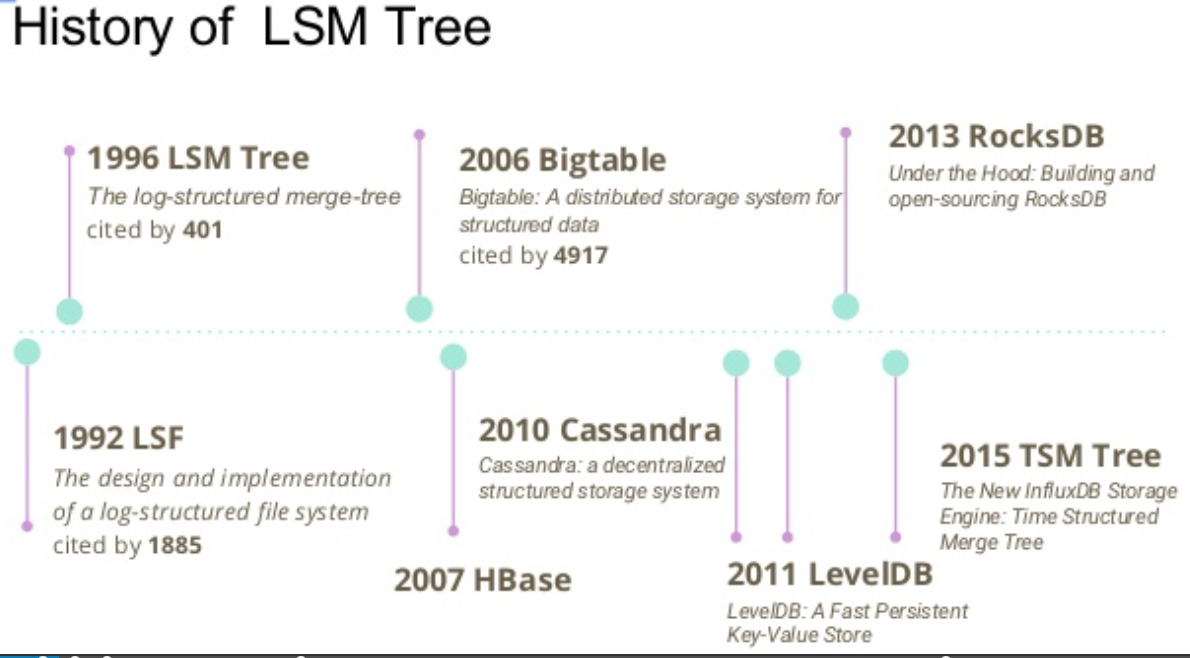 History of LSM Tree
1996 LSM Tree
The log-structured merge-tree
cited by 401
2006 Bigtable
Bigtable: A distributed storage system for
structured data
cited by 4917
2013 RocksDB
Under the Hood: Building and
open-sourcing RocksDB
1992 LSF
The design and implementation
of a log-structured file system
cited by 1885
2010 Cassandra
Cassandra: a decentralized
structured storage system
2007 HBase
2011 LevelDB
LevelDB: A Fast Persistent
Key-Value Store
2015 TSM Tree
The New InfluxDB Storage
Engine: Time Structured
Merge Tree